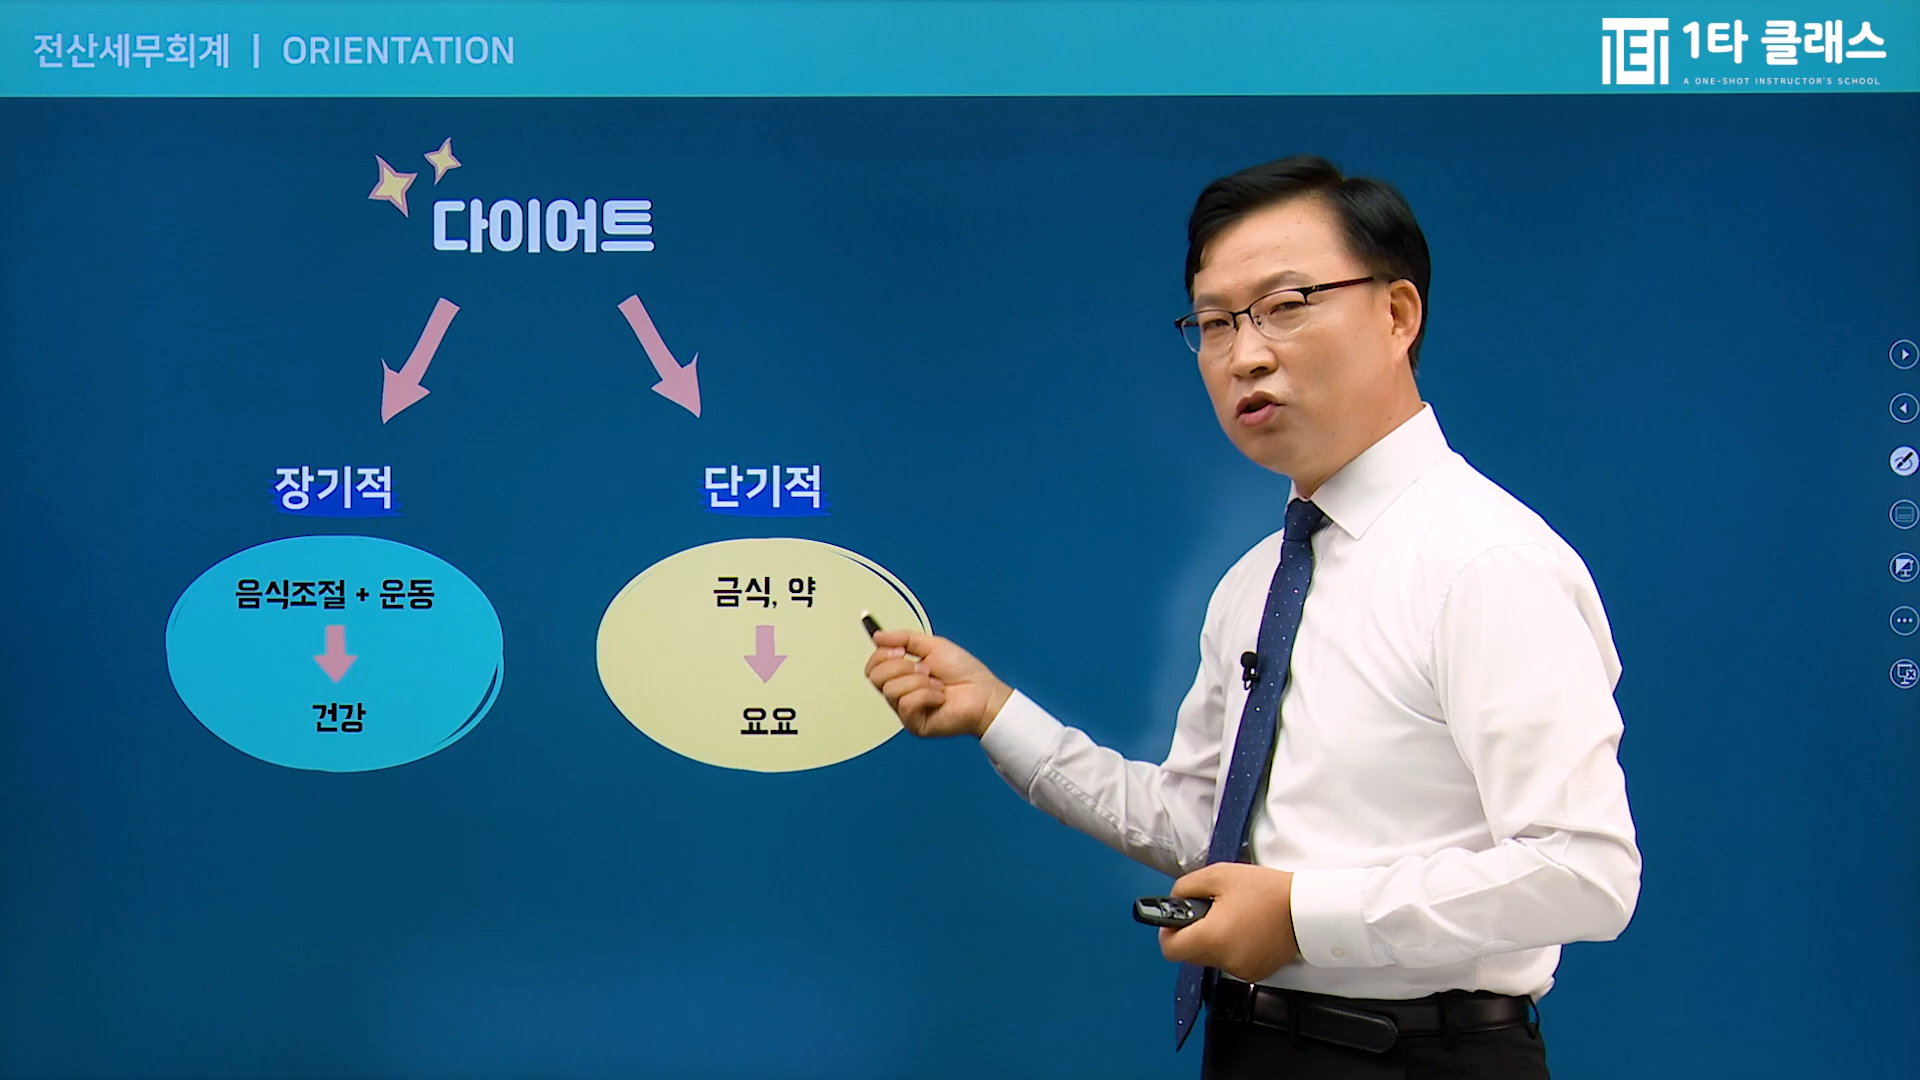 전산세무회계 | ORIENTATION
1타 클래스
A ONE-SHOT INSTRUCTOR'S SCHOOL
다이어트
장기적
단기적
음식조절 + 운동
건강
금식, 약
요요